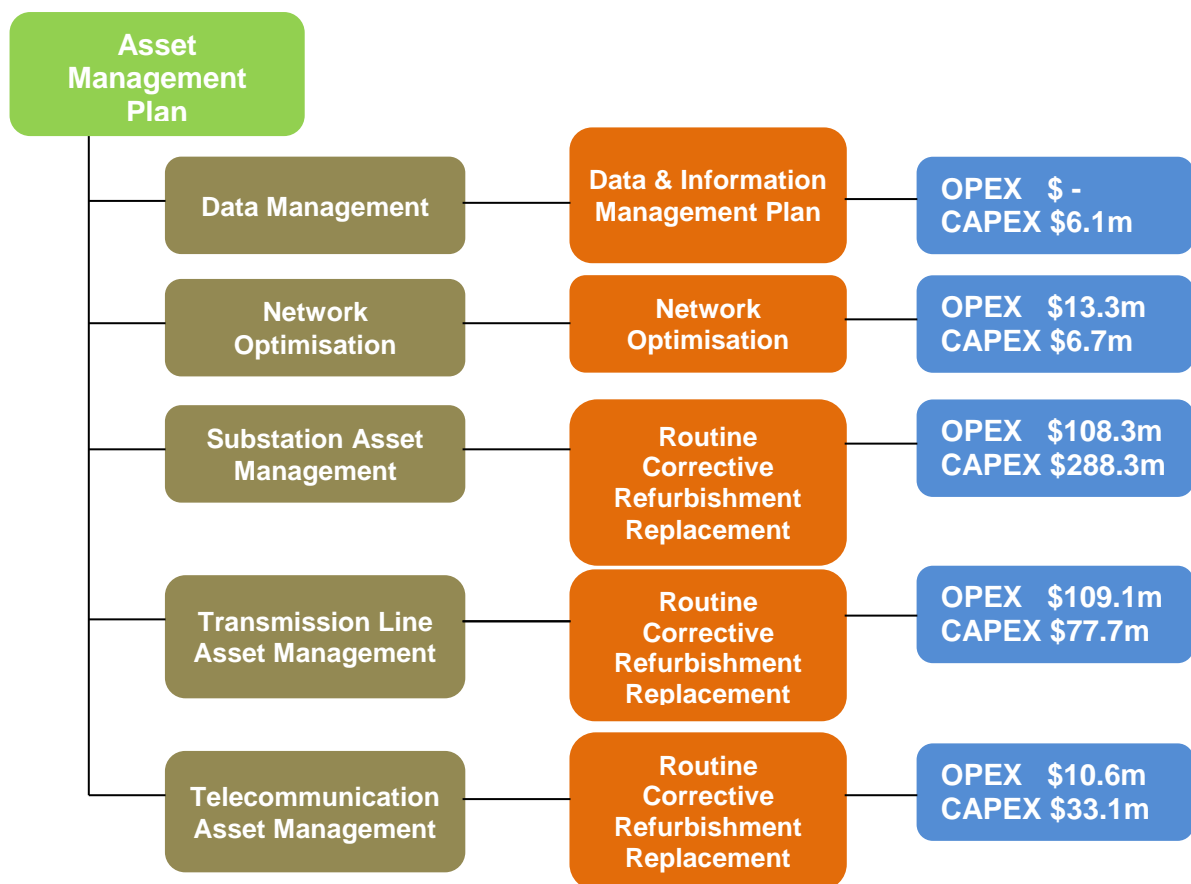 Asset
Management
Plan
Data Management
Data & Information
Management Plan
OPEX $ -
CAPEX $6.1m
Network
Optimisation
Network
Optimisation
OPEX $13.3m
CAPEX $6.7m
Substation Asset
Management
Routine
Corrective
Refurbishment
Replacement
OPEX $108.3m
CAPEX $288.3m
Transmission Line
Asset Management
Routine
Corrective
Refurbishment
Replacement
OPEX $109.1m
CAPEX $77.7m
Telecommunication
Asset Management
Routine
Corrective
Refurbishment
Replacement
OPEX $10.6m
CAPEX $33.1m